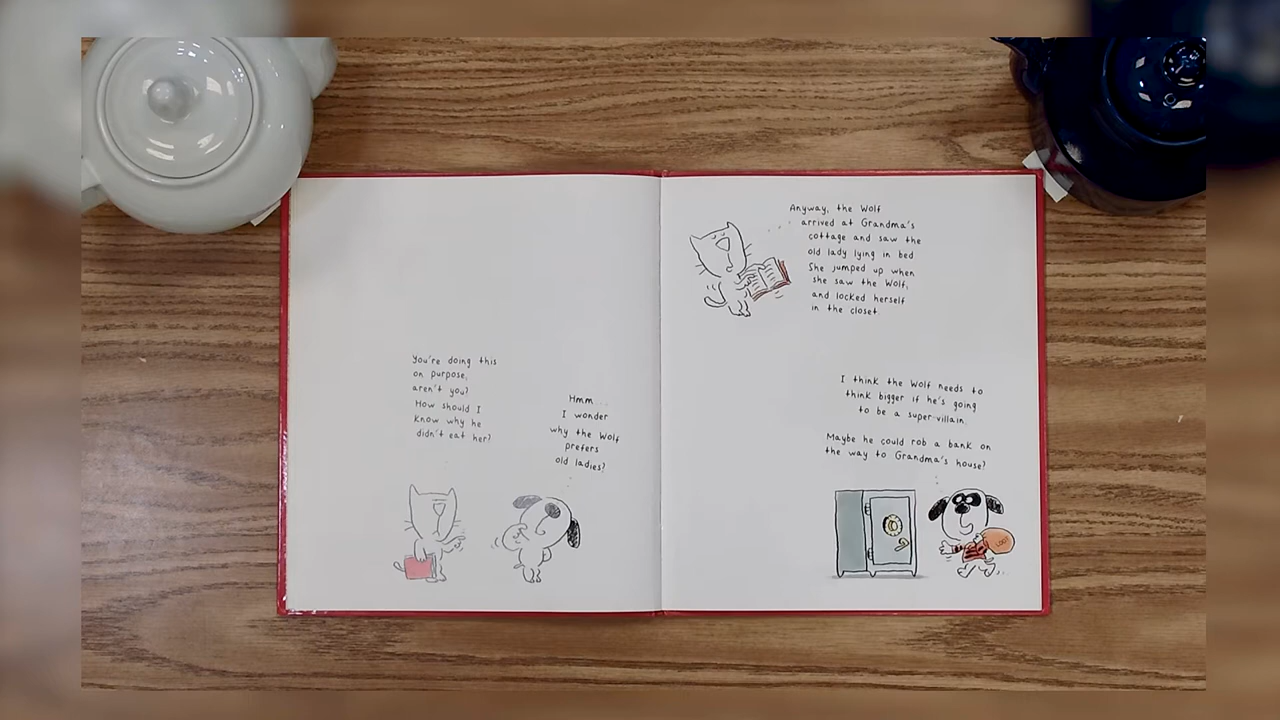 You're doing this
on purpose,
aren't you?
How should I
know why he
didn't eat her?
Hmm...
I wonder
why the Wolf
prefers
old ladies?
Anyway, the Wolf
arrived at Grandma's
cottage and saw the
old lady lying in bed
She jumped up when
she saw the Wolf,
and locked herself
in the closet.
I think the Wolf needs to
think bigger if he's going
to be a super-villain.
Maybe he could rob a bank on
the way to Grandma's house?
LOOT